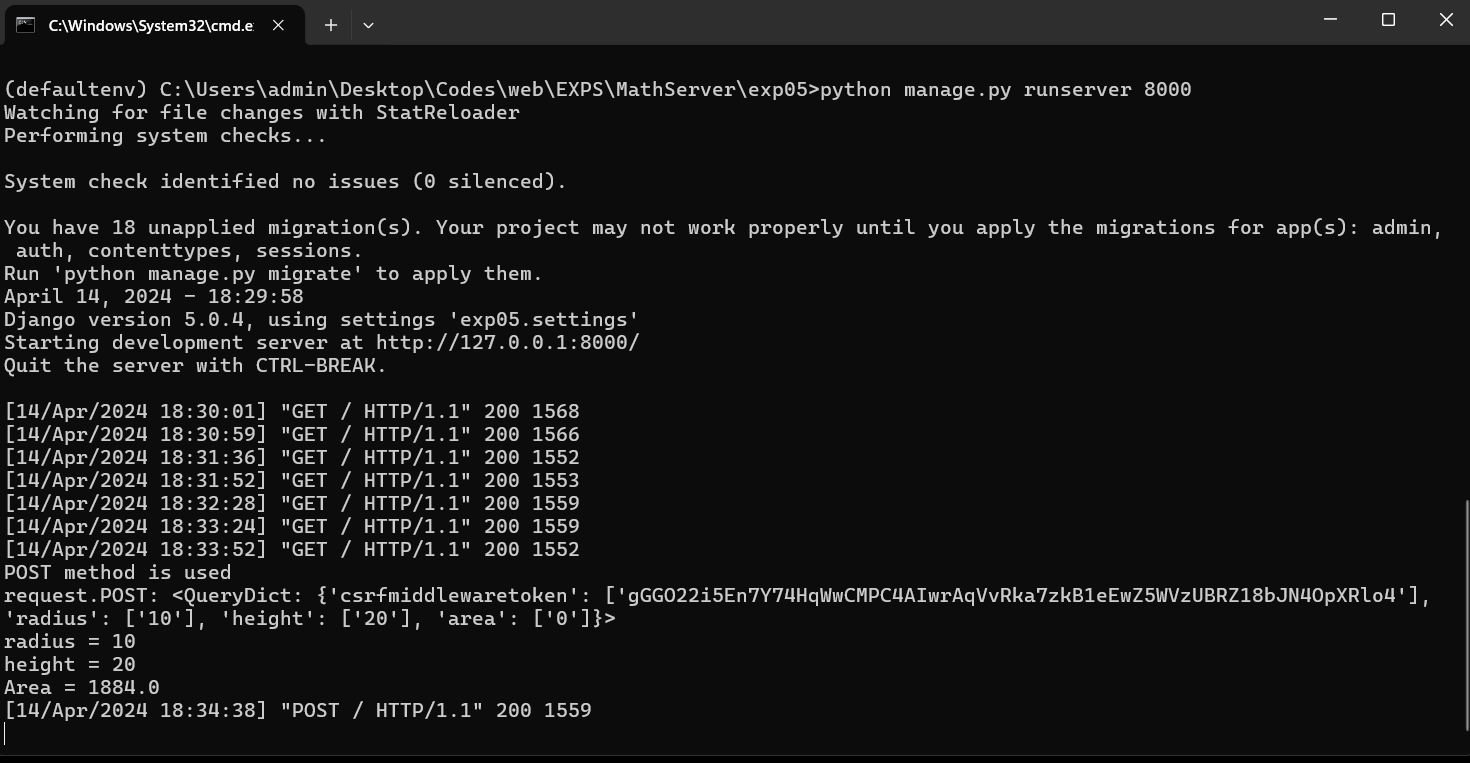 C:\Windows\System32\cmd.e
(defaultenv) C:\Users\admin\Desktop\Codes\web\EXPS\MathServer\exp05>python manage.py runserver 8000
Watching for file changes with StatReloader
Performing system checks...
System check identified no issues (0 silenced).
You have 18 unapplied migration(s). Your project may not work properly until you apply the migrations for app(s): admin,
auth, contenttypes, sessions.
Run 'python manage.py migrate' to apply them.
April 14, 2024 - 18:29:58
Django version 5.0.4, using settings 'exp05.settings'
Starting development server at http://127.0.0.1:8000/
Quit the server with CTRL-BREAK.
[14/Apr/2024 18:30:01] "GET / HTTP/1.1" 200 1568
[14/Apr/2024 18:30:59] "GET / HTTP/1.1" 200 1566
[14/Apr/2024 18:31:36] "GET / HTTP/1.1" 200 1552
[14/Apr/2024 18:31:52] "GET / HTTP/1.1" 200 1553
[14/Apr/2024 18:32:28] "GET / HTTP/1.1" 200 1559
[14/Apr/2024 18:33:24] "GET / HTTP/1.1" 200 1559
[14/Apr/2024 18:33:52] "GET / HTTP/1.1" 200 1552
POST method is used
request.POST: <QueryDict: {'csrfmiddlewaretoken': ['gGGO22i5En7Y74HqWwCMPC4AIwrAqVvRka7zkB1eEwZ5WVzUBRZ18bJN4OpXRlo4'],
'radius': ['10'], 'height': ['20'], 'area': ['0']}>
radius = 10
height = 20
Area = 1884.0
[14/Apr/2024 18:34:38] "POST / HTTP/1.1" 200 1559